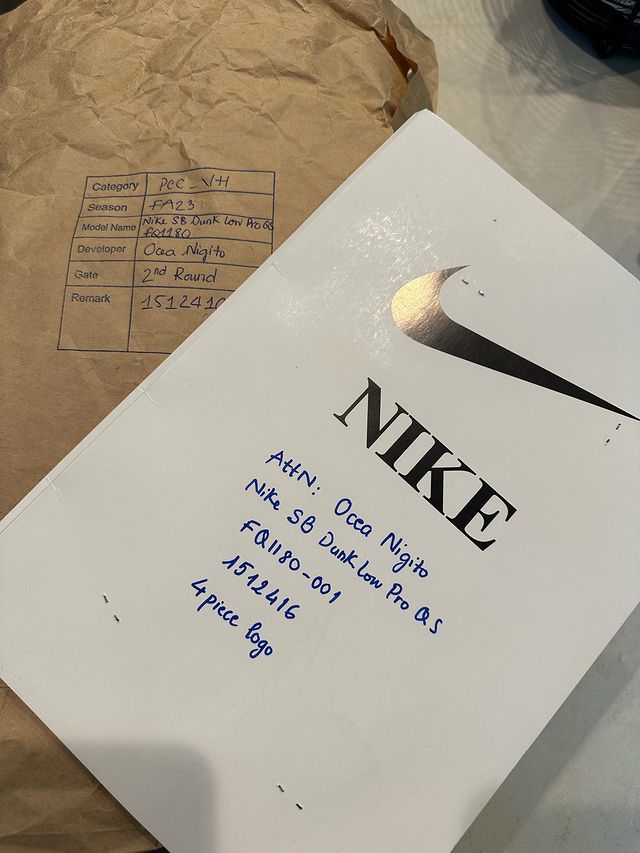 Category PCC_VH
Season FA23
Model Name Nike SB Dunk Low Pro QS
FQ1180
Developer Ocea Nigito
Gate 2nd Round
Remark 151241
NIKE
AttN: Ocea Nigito
Nike SB Dunk Low Pro QS
FQ1180-001
1512416
4 piece logo